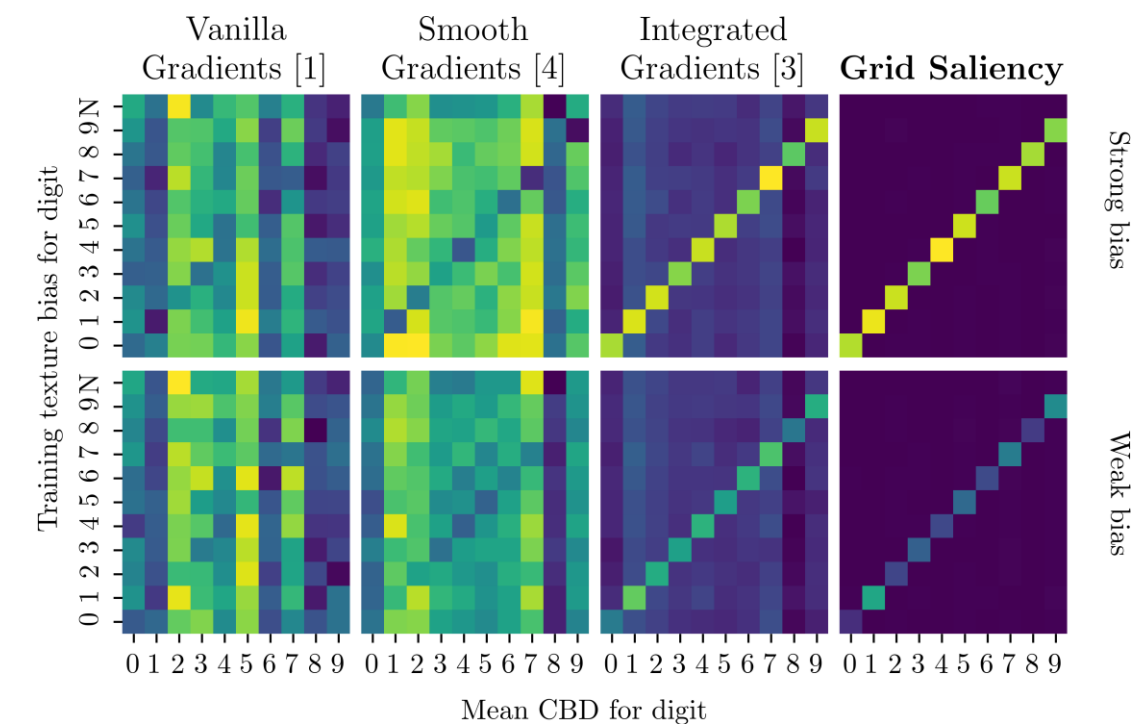 Vanilla
Gradients [1]
Smooth
Gradients [4]
Integrated
Gradients [3]
Grid Saliency
Training texture bias for digit
N
9
8
7
6
5
4
3
2
1
0
Strong bias
N
9
8
7
6
5
4
3
2
1
0
Weak bias
0 1 2 3 4 5 6 7 8 9
0 1 2 3 4 5 6 7 8 9
0 1 2 3 4 5 6 7 8 9
0 1 2 3 4 5 6 7 8 9
Mean CBD for digit